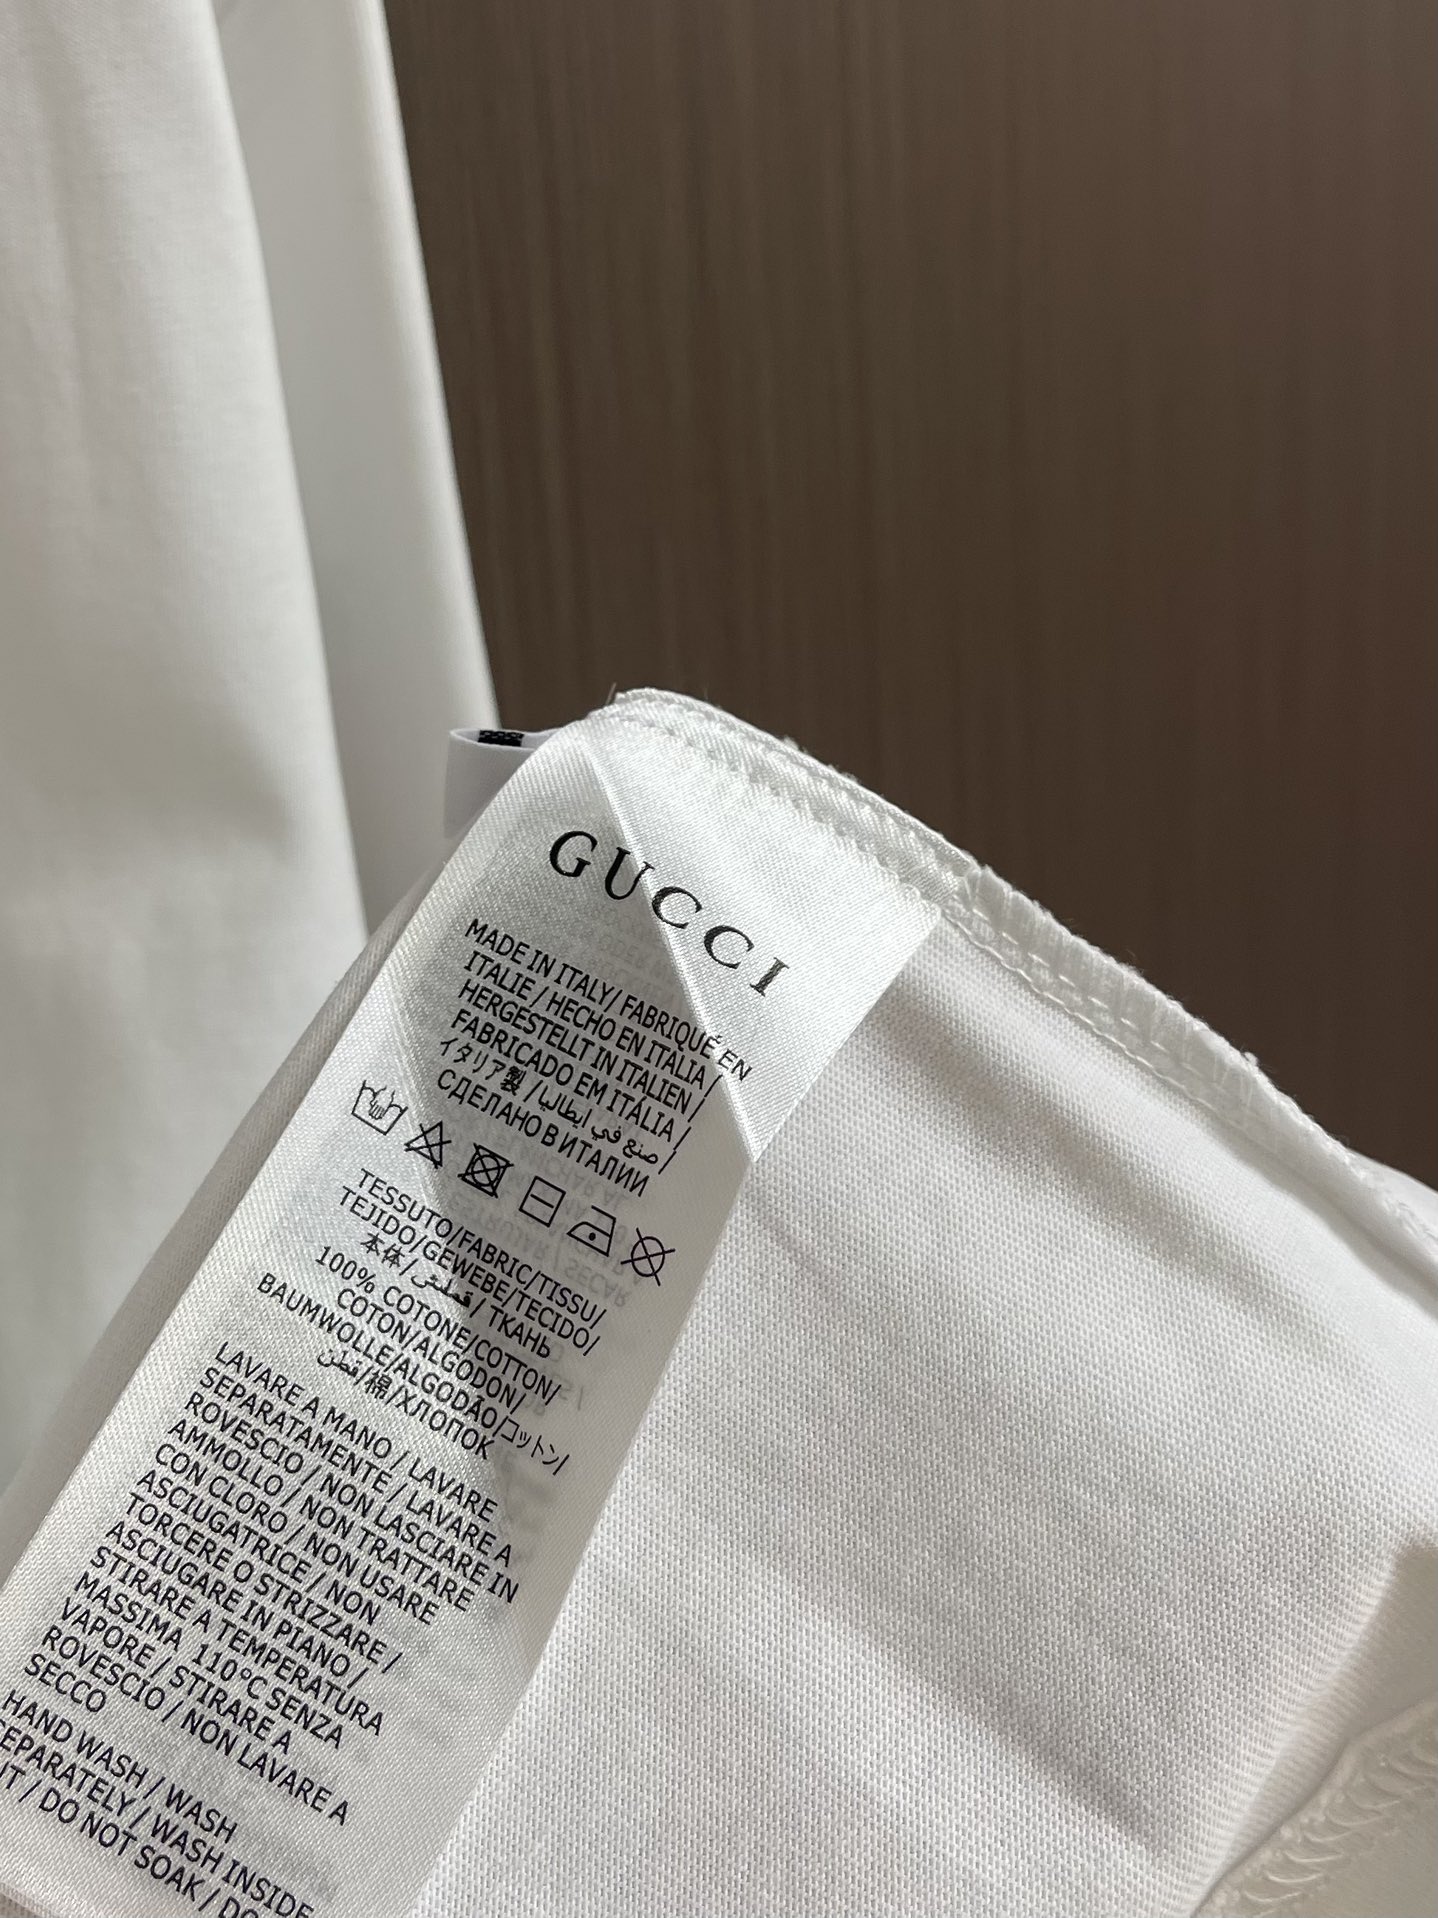 GUCCI
MADE IN ITALY/ FABRIQUÉ EN
ITALIE / HECHO EN ITALIA /
HERGESTELLT IN ITALIEN /
FABRICADO EM ITÁLIA /
イタリア製 / صنع في ايطاليا /
СДЕЛАНО В ИТАЛИИ
TESSUTO/FABRIC/TISSU/
TEJIDO/GEWEBE/TECIDO/
本体/ قطني / ТКАНЬ
100% COTONE/COTTON/
COTON/ALGODON/
BAUMWOLLE/ALGODÃO/コットン/
قطن/棉/ХЛОПОК
LAVARE A MANO / LAVARE
SEPARATAMENTE / LAVARE A
ROVESCIO / NON LASCIARE IN
AMMOLLO / NON TRATTARE
CON CLORO / NON USARE
ASCIUGATRICE / NON
TORCERE O STRIZZARE /
ASCIUGARE IN PIANO /
STIRARE A TEMPERATURA
MASSIMA 110°C SENZA
VAPORE / STIRARE A
ROVESCIO / NON LAVARE A
SECCO
HAND WASH / WASH
SEPARATELY / WASH INSIDE
/ DO NOT SOAK / DO